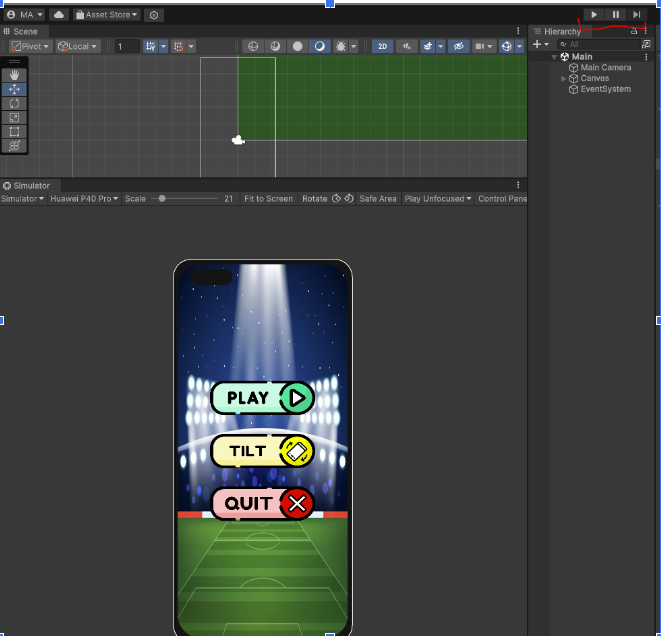 MA Asset Store
Scene
Pivot Local 1 2D
Hierarchy
All
Main
Main Camera
Canvas
EventSystem
Simulator
Simulator Huawei P40 Pro Scale 21 Fit to Screen Rotate Safe Area Play Unfocused Control Pane
PLAY
TILT
QUIT